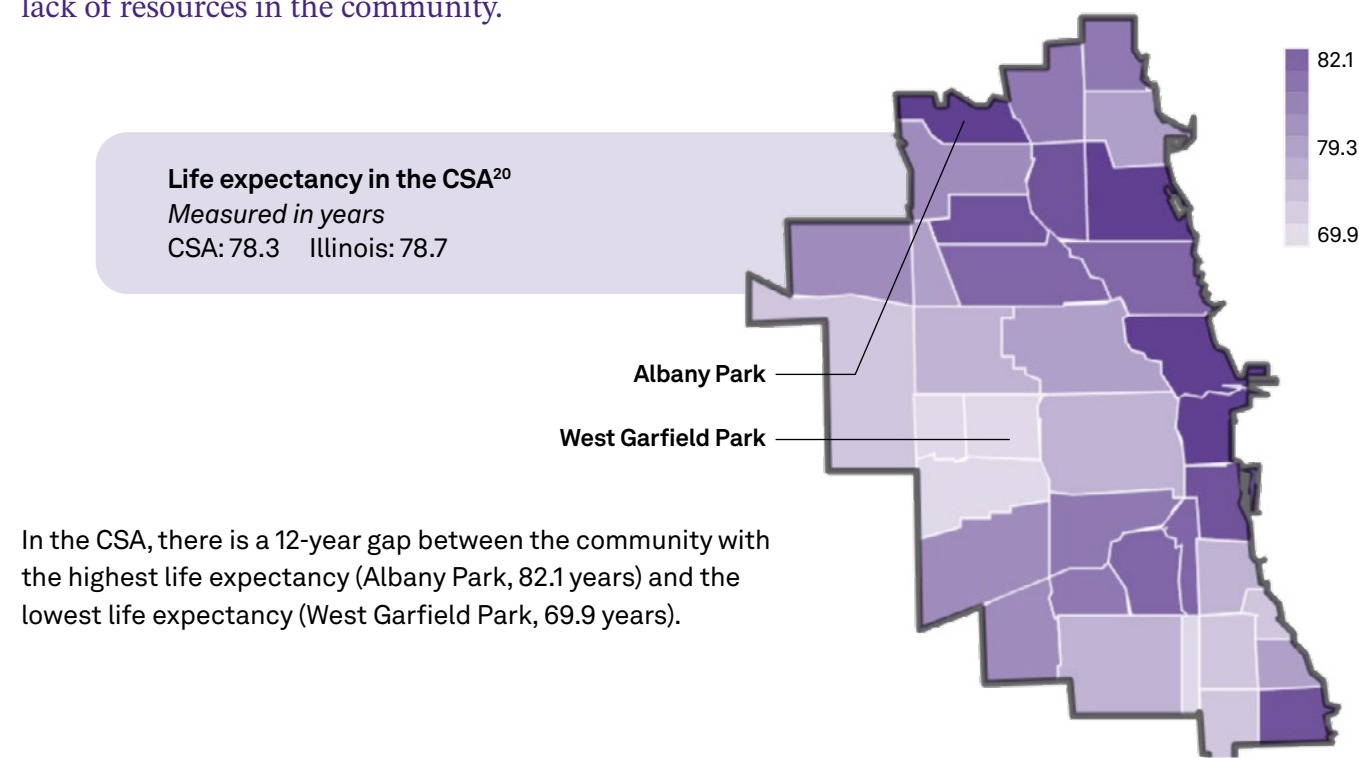 lack of resources in the community.
Life expectancy in the CSA20
Measured in years
CSA: 78.3 Illinois: 78.7
82.1
79.3
69.9
Albany Park
West Garfield Park
In the CSA, there is a 12-year gap between the community with
the highest life expectancy (Albany Park, 82.1 years) and the
lowest life expectancy (West Garfield Park, 69.9 years).